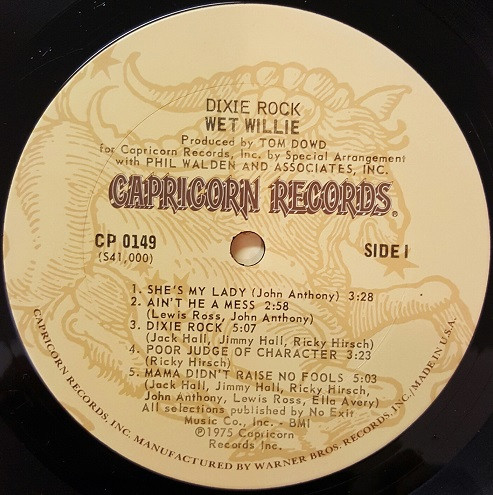 DIXIE ROCK
WET WILLIE
Produced by TOM DOWD
for Capricorn Records, Inc. by Special Arrangement
with PHIL WALDEN AND ASSOCIATES, INC.
CAPRICORN RECORDS®
CP 0149
(S41,000)
SIDE I
1. SHE'S MY LADY (John Anthony) 3:28
2. AIN'T HE A MESS 2:58
(Lewis Ross, John Anthony)
3. DIXIE ROCK 5:07
(Jack Hall, Jimmy Hall, Ricky Hirsch)
4. POOR JUDGE OF CHARACTER 3:23
(Ricky Hirsch)
5. MAMA DIDN'T RAISE NO FOOLS 5:03
(Jack Hall, Jimmy Hall, Ricky Hirsch,
John Anthony, Lewis Ross, Ella Avery)
All selections published by No Exit
Music Co., Inc. - BMI
℗1975 Capricorn
Records Inc.
CAPRICORN RECORDS, INC. MANUFACTURED BY WARNER BROS. RECORDS, INC./MADE IN U.S.A.